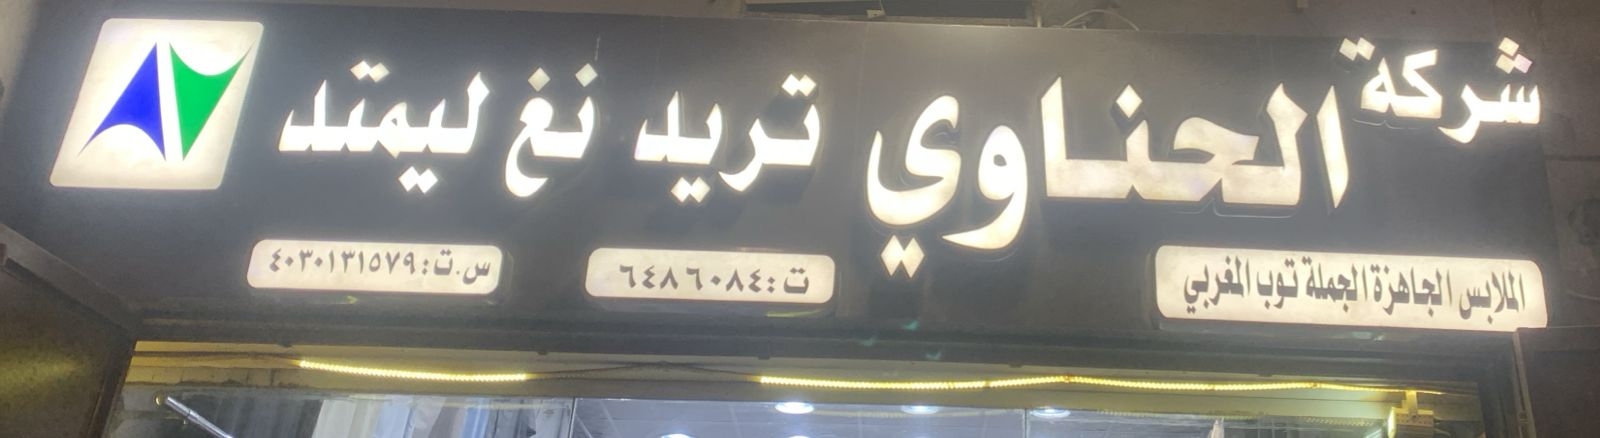 شركة الحناوي تريد نغ ليمتد
الملابس الجاهزة الجملة توب المغربي
ت: ٦٤٨٦٠٨٤
س.ت: ٤٠٣٠١٣١٥٧٩